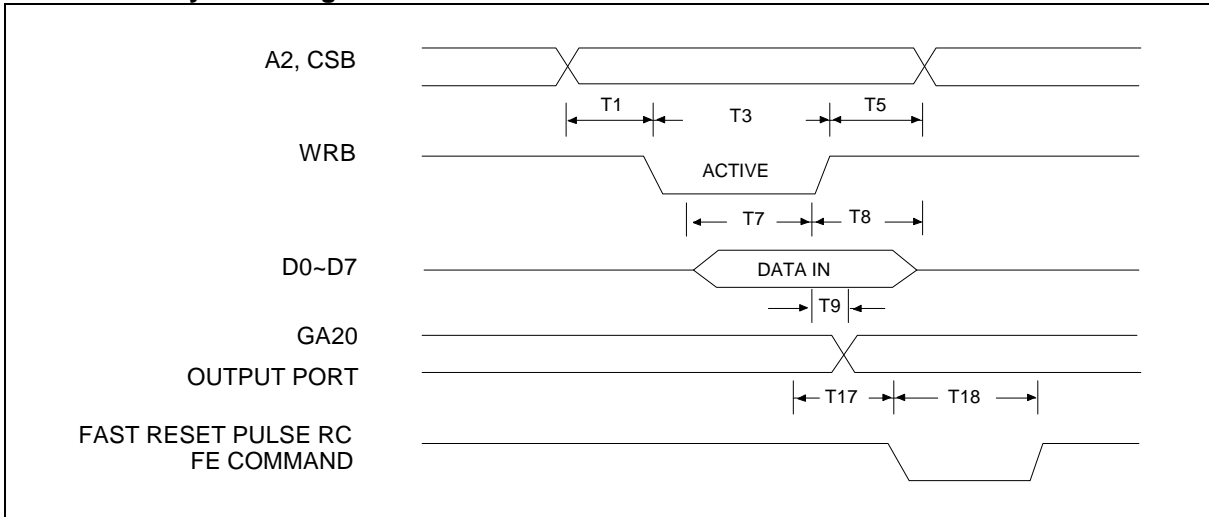 A2, CSB
T1 T3 T5
WRB
ACTIVE
T7 T8
D0~D7
DATA IN
T9
GA20
OUTPUT PORT
T17 T18
FAST RESET PULSE RC
FE COMMAND